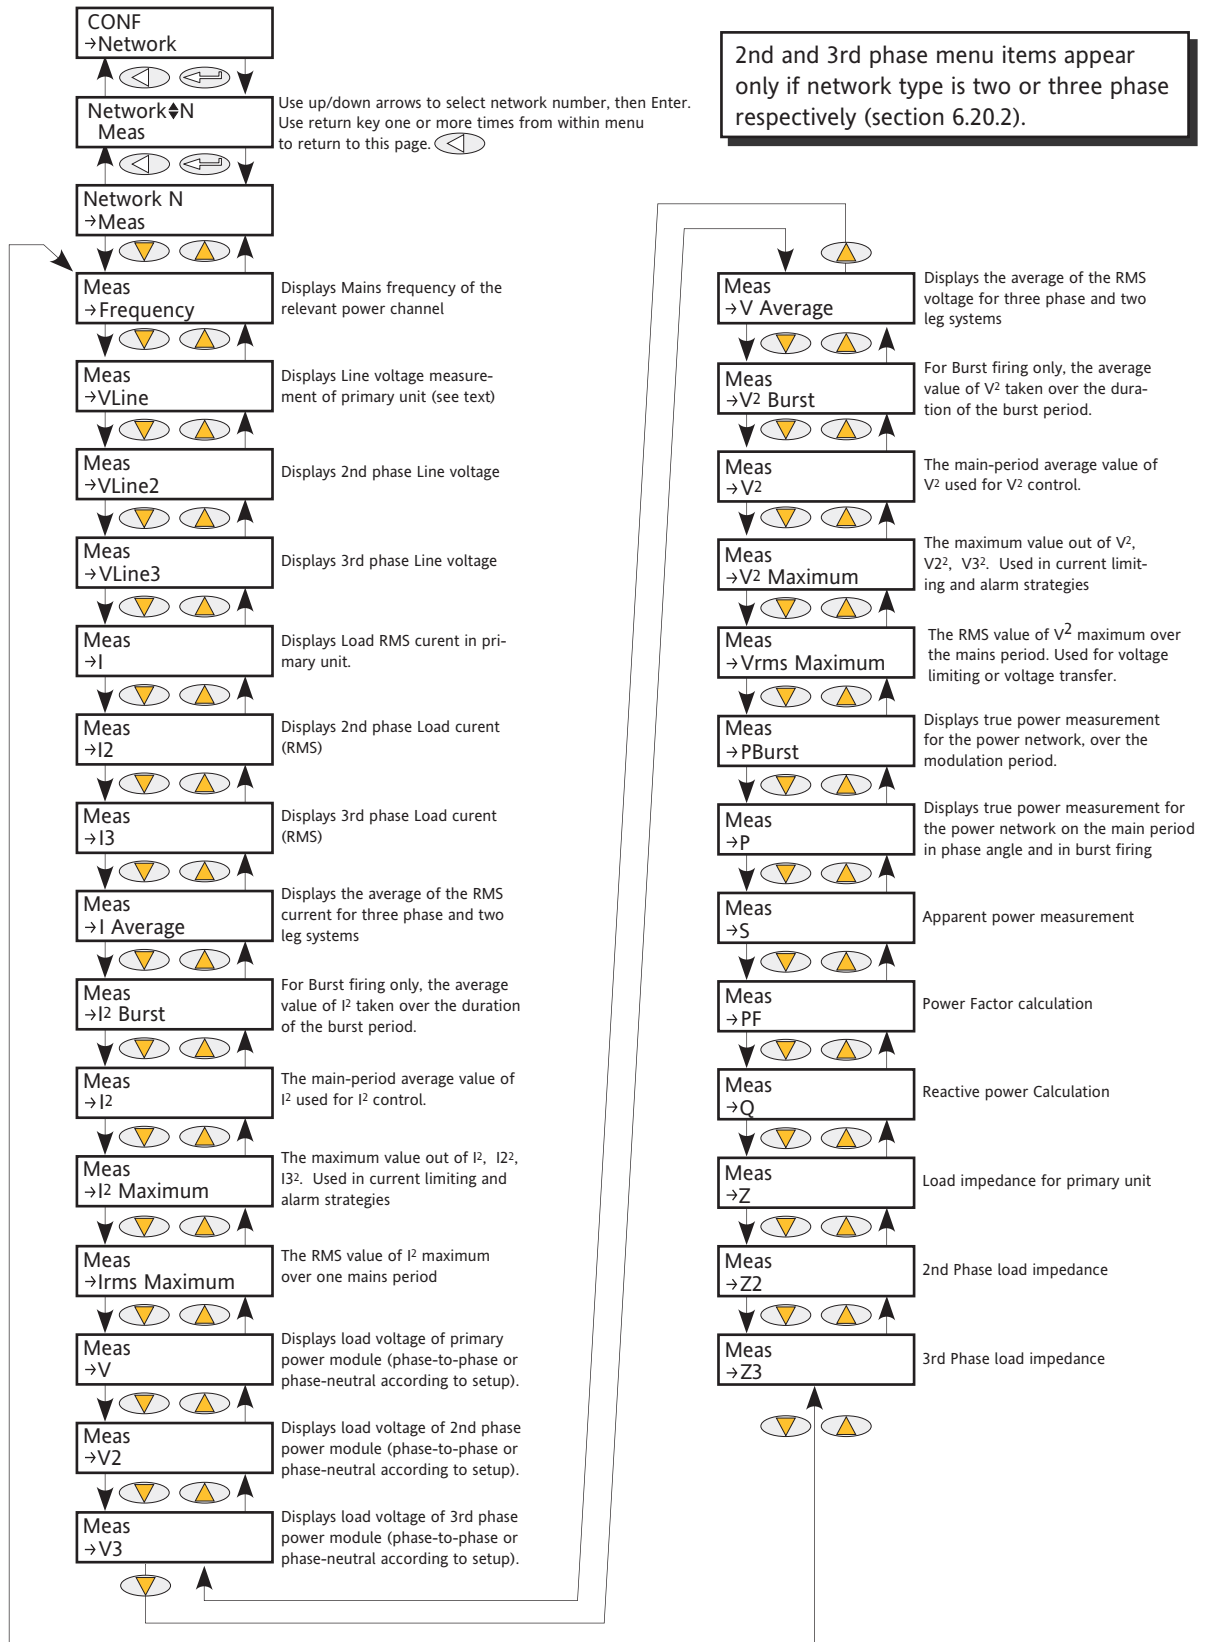 CONF
→Network
Network♦N
Meas
Use up/down arrows to select network number, then Enter.
Use return key one or more times from within menu
to return to this page.
2nd and 3rd phase menu items appear
only if network type is two or three phase
respectively (section 6.20.2).
Network N
→Meas
Meas
→Frequency
Displays Mains frequency of the
relevant power channel
Meas
→VLine
Displays Line voltage measure-
ment of primary unit (see text)
Meas
→VLine2
Displays 2nd phase Line voltage
Meas
→VLine3
Displays 3rd phase Line voltage
Meas
→I
Displays Load RMS curent in pri-
mary unit.
Meas
→I2
Displays 2nd phase Load curent
(RMS)
Meas
→I3
Displays 3rd phase Load curent
(RMS)
Meas
→I Average
Displays the average of the RMS
current for three phase and two
leg systems
Meas
→I² Burst
For Burst firing only, the average
value of I² taken over the duration
of the burst period.
Meas
→I²
The main-period average value of
I² used for I² control.
Meas
→I² Maximum
The maximum value out of I², I2²,
I3². Used in current limiting and
alarm strategies
Meas
→Irms Maximum
The RMS value of I² maximum
over one mains period
Meas
→V
Displays load voltage of primary
power module (phase-to-phase or
phase-neutral according to setup).
Meas
→V2
Displays load voltage of 2nd phase
power module (phase-to-phase or
phase-neutral according to setup).
Meas
→V3
Displays load voltage of 3rd phase
power module (phase-to-phase or
phase-neutral according to setup).
Meas
→V Average
Displays the average of the RMS
voltage for three phase and two
leg systems
Meas
→V² Burst
For Burst firing only, the average
value of V² taken over the dura-
tion of the burst period.
Meas
→V²
The main-period average value of
V² used for V² control.
Meas
→V² Maximum
The maximum value out of V²,
V2², V3². Used in current limit-
ing and alarm strategies
Meas
→Vrms Maximum
The RMS value of V² maximum over
the mains period. Used for voltage
limiting or voltage transfer.
Meas
→PBurst
Displays true power measurement
for the power network, over the
modulation period.
Meas
→P
Displays true power measurement for
the power network on the main period
in phase angle and in burst firing
Meas
→S
Apparent power measurement
Meas
→PF
Power Factor calculation
Meas
→Q
Reactive power Calculation
Meas
→Z
Load impedance for primary unit
Meas
→Z2
2nd Phase load impedance
Meas
→Z3
3rd Phase load impedance